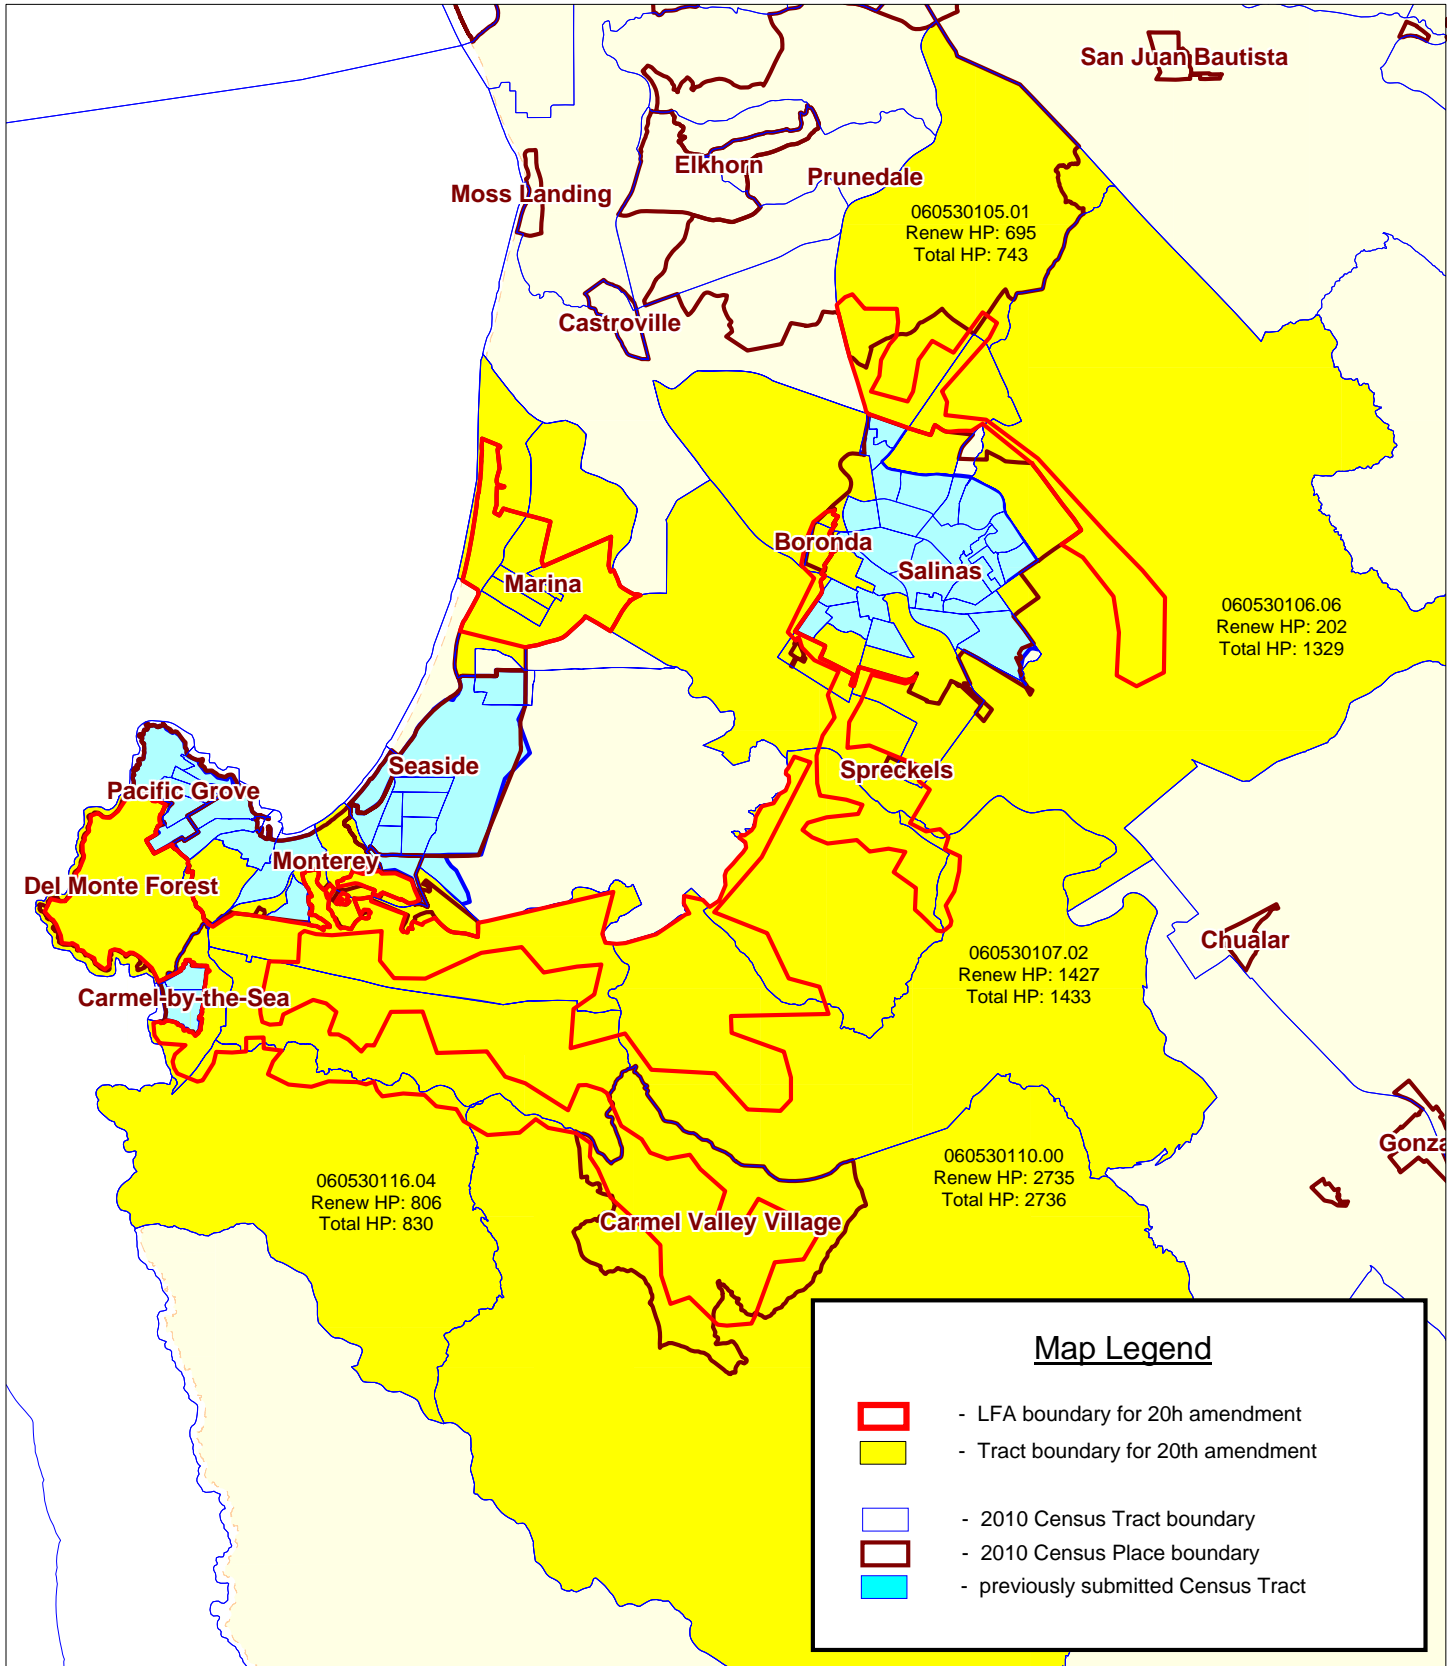 San Juan Bautista
Elkhorn
Prunedale
Moss Landing
060530105.01
Renew HP: 695
Total HP: 743
Castroville
Boronda
Salinas
Marina
060530106.06
Renew HP: 202
Total HP: 1329
Seaside
Spreckels
Pacific Grove
Monterey
Del Monte Forest
Chualar
060530107.02
Renew HP: 1427
Total HP: 1433
Carmel-by-the-Sea
Gonza
060530110.00
Renew HP: 2735
Total HP: 2736
060530116.04
Renew HP: 806
Total HP: 830
Carmel Valley Village
Map Legend
- LFA boundary for 20h amendment
- Tract boundary for 20th amendment
- 2010 Census Tract boundary
- 2010 Census Place boundary
- previously submitted Census Tract